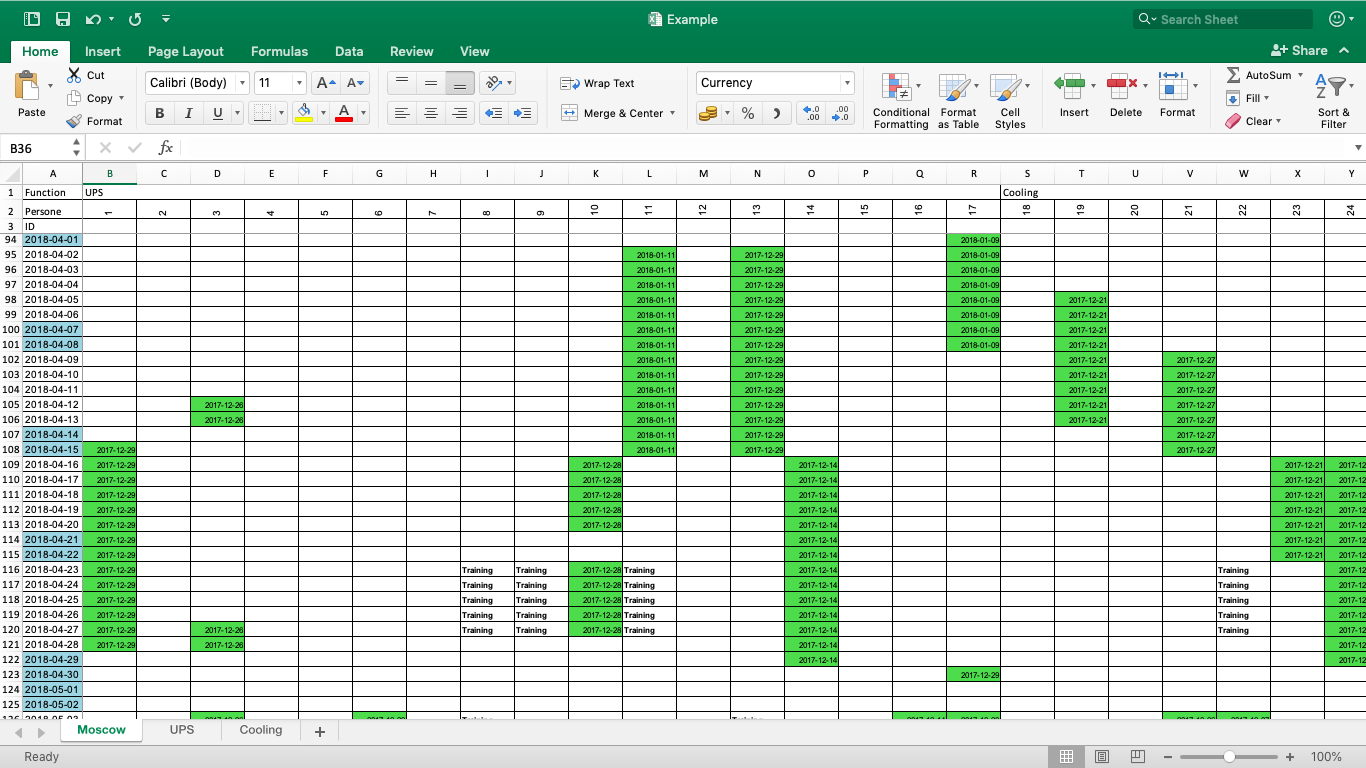 Example
Search Sheet
Home Insert Page Layout Formulas Data Review View Share
Paste Cut Copy Format
Calibri (Body) 11 A A
B I U A
ab Wrap Text Merge & Center
Currency
% .0 .00 .00 .0
Conditional Formatting Format as Table Cell Styles
Insert Delete Format
AutoSum Fill Clear Sort & Filter
B36 fx
A B C D E F G H I J K L M N O P Q R S T U V W X Y
1 Function UPS Cooling
2 Persone 1 2 3 4 5 6 7 8 9 10 11 12 13 14 15 16 17 18 19 20 21 22 23 24
3 ID
94 2018-04-01 2018-01-09
95 2018-04-02 2018-01-11 2017-12-29 2018-01-09
96 2018-04-03 2018-01-11 2017-12-29 2018-01-09
97 2018-04-04 2018-01-11 2017-12-29 2018-01-09
98 2018-04-05 2018-01-11 2017-12-29 2018-01-09 2017-12-21
99 2018-04-06 2018-01-11 2017-12-29 2018-01-09 2017-12-21
100 2018-04-07 2018-01-11 2017-12-29 2018-01-09 2017-12-21
101 2018-04-08 2018-01-11 2017-12-29 2018-01-09 2017-12-21
102 2018-04-09 2018-01-11 2017-12-29 2017-12-21 2017-12-27
103 2018-04-10 2018-01-11 2017-12-29 2017-12-21 2017-12-27
104 2018-04-11 2018-01-11 2017-12-29 2017-12-21 2017-12-27
105 2018-04-12 2017-12-26 2018-01-11 2017-12-29 2017-12-21 2017-12-27
106 2018-04-13 2017-12-26 2018-01-11 2017-12-29 2017-12-21 2017-12-27
107 2018-04-14 2018-01-11 2017-12-29 2017-12-27
108 2018-04-15 2017-12-29 2018-01-11 2017-12-29 2017-12-27
109 2018-04-16 2017-12-29 2017-12-28 2017-12-14 2017-12-21 2017-12
110 2018-04-17 2017-12-29 2017-12-28 2017-12-14 2017-12-21 2017-12
111 2018-04-18 2017-12-29 2017-12-28 2017-12-14 2017-12-21 2017-12
112 2018-04-19 2017-12-29 2017-12-28 2017-12-14 2017-12-21 2017-12
113 2018-04-20 2017-12-29 2017-12-28 2017-12-14 2017-12-21 2017-12
114 2018-04-21 2017-12-29 2017-12-14 2017-12-21 2017-12
115 2018-04-22 2017-12-29 2017-12-14 2017-12-21 2017-12
116 2018-04-23 2017-12-29 Training Training 2017-12-28 Training 2017-12-14 Training 2017-12
117 2018-04-24 2017-12-29 Training Training 2017-12-28 Training 2017-12-14 Training 2017-12
118 2018-04-25 2017-12-29 Training Training 2017-12-28 Training 2017-12-14 Training 2017-12
119 2018-04-26 2017-12-29 Training Training 2017-12-28 Training 2017-12-14 Training 2017-12
120 2018-04-27 2017-12-29 2017-12-26 Training Training 2017-12-28 Training 2017-12-14 Training 2017-12
121 2018-04-28 2017-12-29 2017-12-26 2017-12-14 2017-12
122 2018-04-29 2017-12-14 2017-12
123 2018-04-30 2017-12-29
124 2018-05-01
125 2018-05-02
Moscow UPS Cooling +
Ready 100%